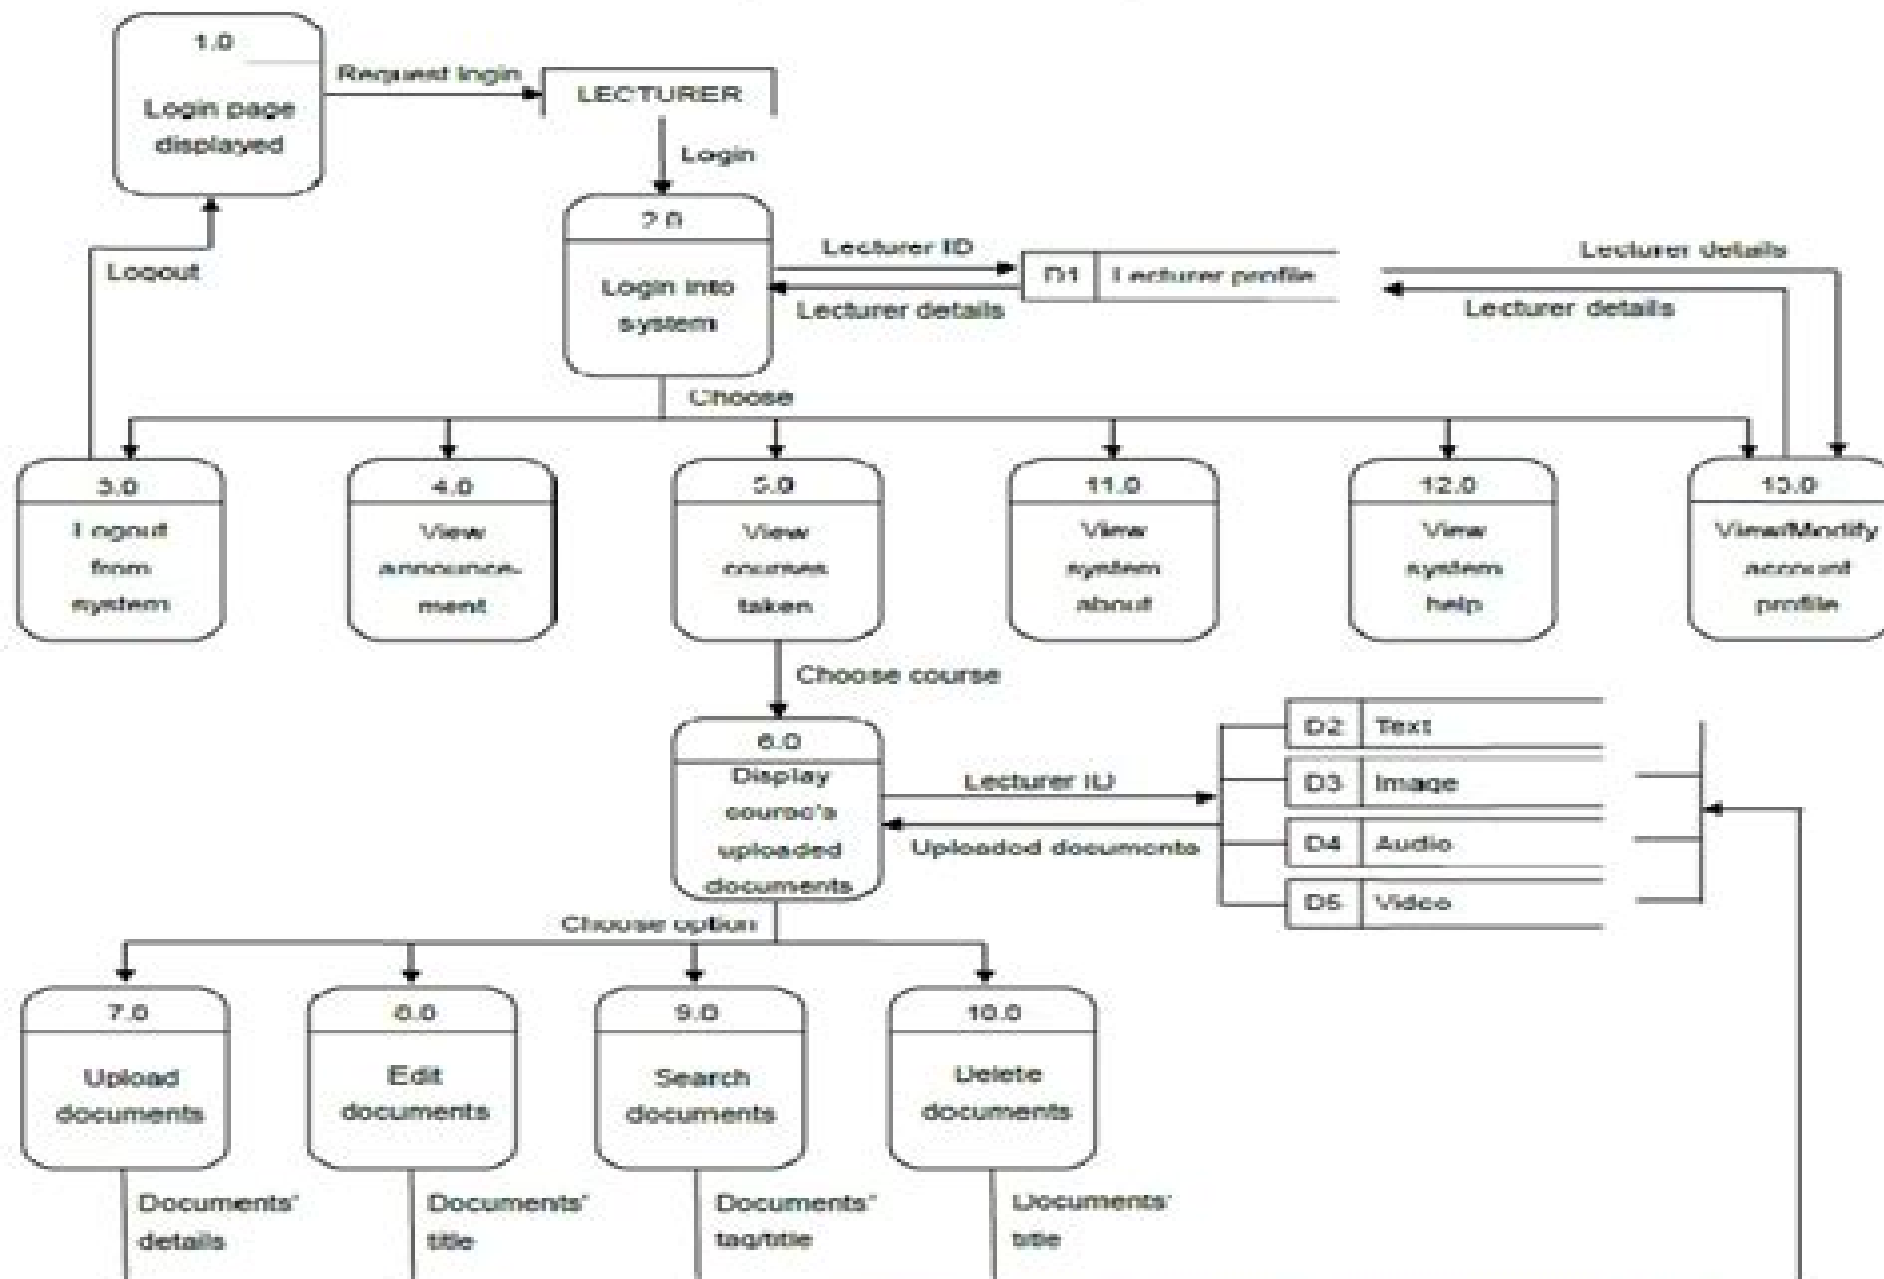 1.0
Login page
displayed
Request login
LECTURER
Login
2.0
Login into
system
Lecturer ID
Lecturer details
D1 Lecturer profile
Lecturer details
Lecturer details
Logout
Choose
3.0
Logout
from
system
4.0
View
announce-
ment
5.0
View
courses
taken
11.0
View
system
about
12.0
View
system
help
13.0
View/Modify
account
profile
Choose course
6.0
Display
course's
uploaded
documents
Lecturer ID
Uploaded documents
D2 Text
D3 Image
D4 Audio
D5 Video
Choose option
7.0
Upload
documents
8.0
Edit
documents
9.0
Search
documents
10.0
Delete
documents
Documents'
details
Documents'
title
Documents'
tag/title
Documents'
title